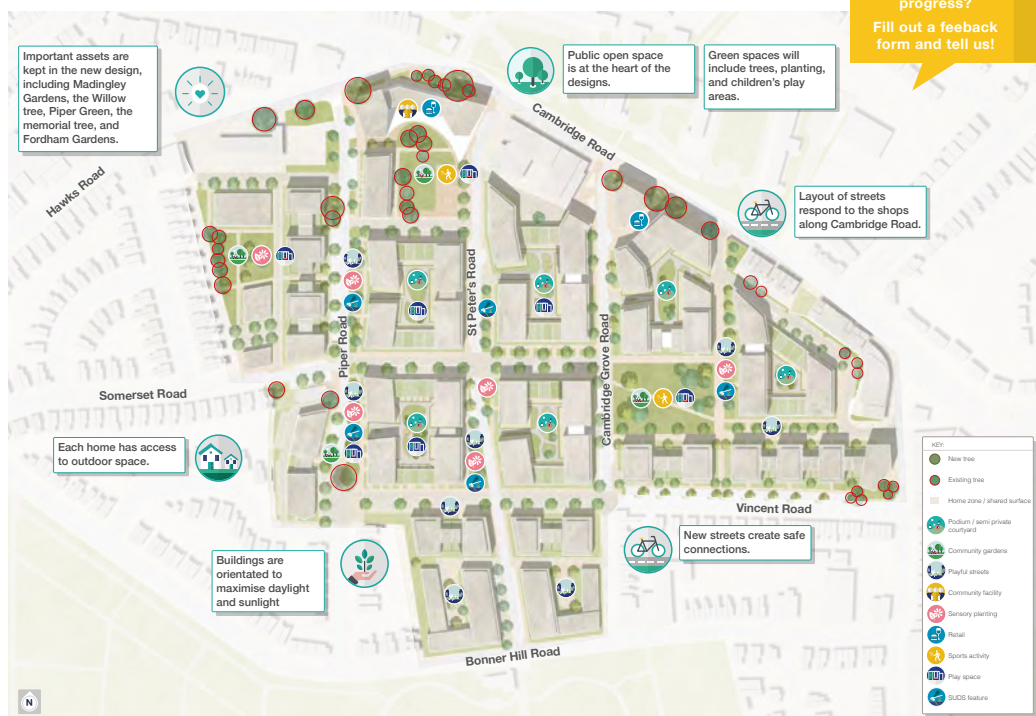 progress?
Fill out a feeback
form and tell us!
Important assets are
kept in the new design,
including Madingley
Gardens, the Willow
tree, Piper Green, the
memorial tree, and
Fordham Gardens.
Public open space
is at the heart of the
designs.
Green spaces will
include trees, planting,
and children's play
areas.
Cambridge Road
Hawks Road
Layout of streets
respond to the shops
along Cambridge Road.
St Peter's Road
Piper Road
Cambridge Grove Road
Somerset Road
Each home has access
to outdoor space.
Vincent Road
New streets create safe
connections.
Buildings are
orientated to
maximise daylight
and sunlight
Bonner Hill Road
N
KEY:
New tree
Existing tree
Home zone / shared surface
Podium / semi private
courtyard
Community gardens
Playful streets
Community facility
Sensory planting
Retail
Sports activity
Play space
SUDS feature